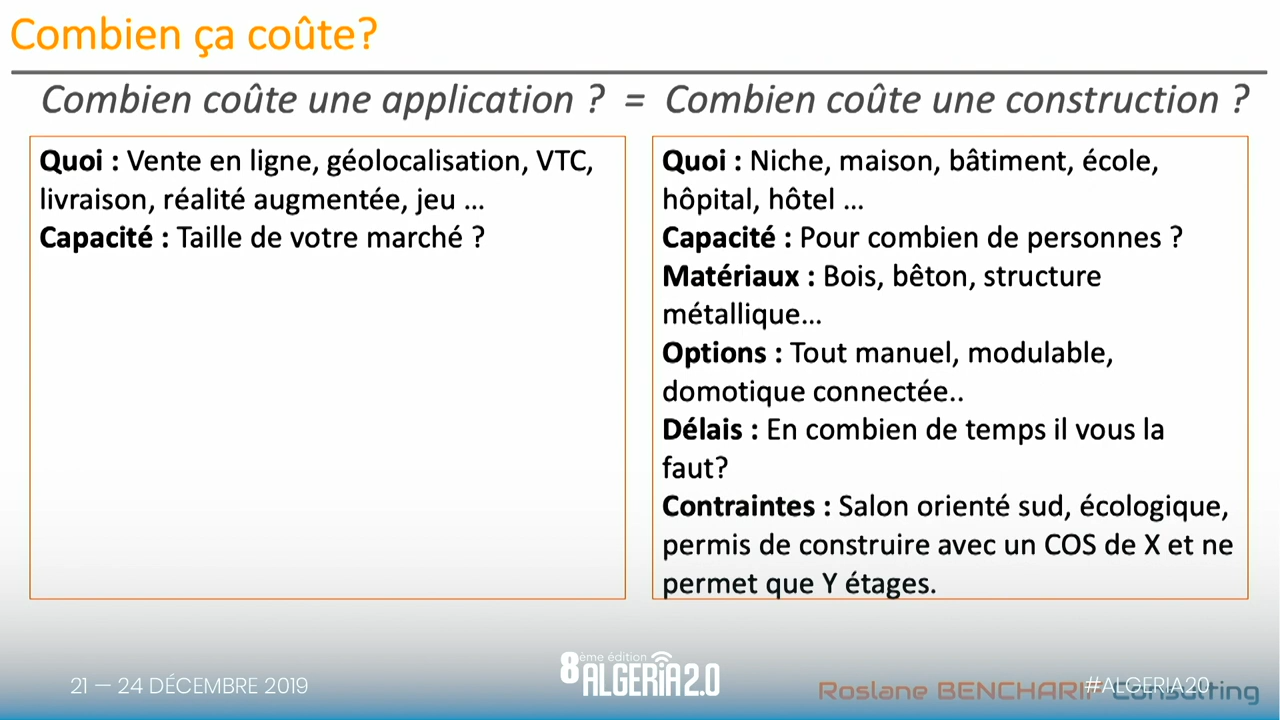 Combien ça coûte?
Combien coûte une application ? = Combien coûte une construction ?
Quoi : Vente en ligne, géolocalisation, VTC,
livraison, réalité augmentée, jeu ...
Capacité : Taille de votre marché ?
Quoi : Niche, maison, bâtiment, école,
hôpital, hôtel ...
Capacité : Pour combien de personnes ?
Matériaux : Bois, bêton, structure
métallique...
Options : Tout manuel, modulable,
domotique connectée..
Délais : En combien de temps il vous la
faut?
Contraintes : Salon orienté sud, écologique,
permis de construire avec un COS de X et ne
permet que Y étages.
21 — 24 DÉCEMBRE 2019
8ème édition
ALGERIA2.0
#ALGERIA20
Roslane Consulting